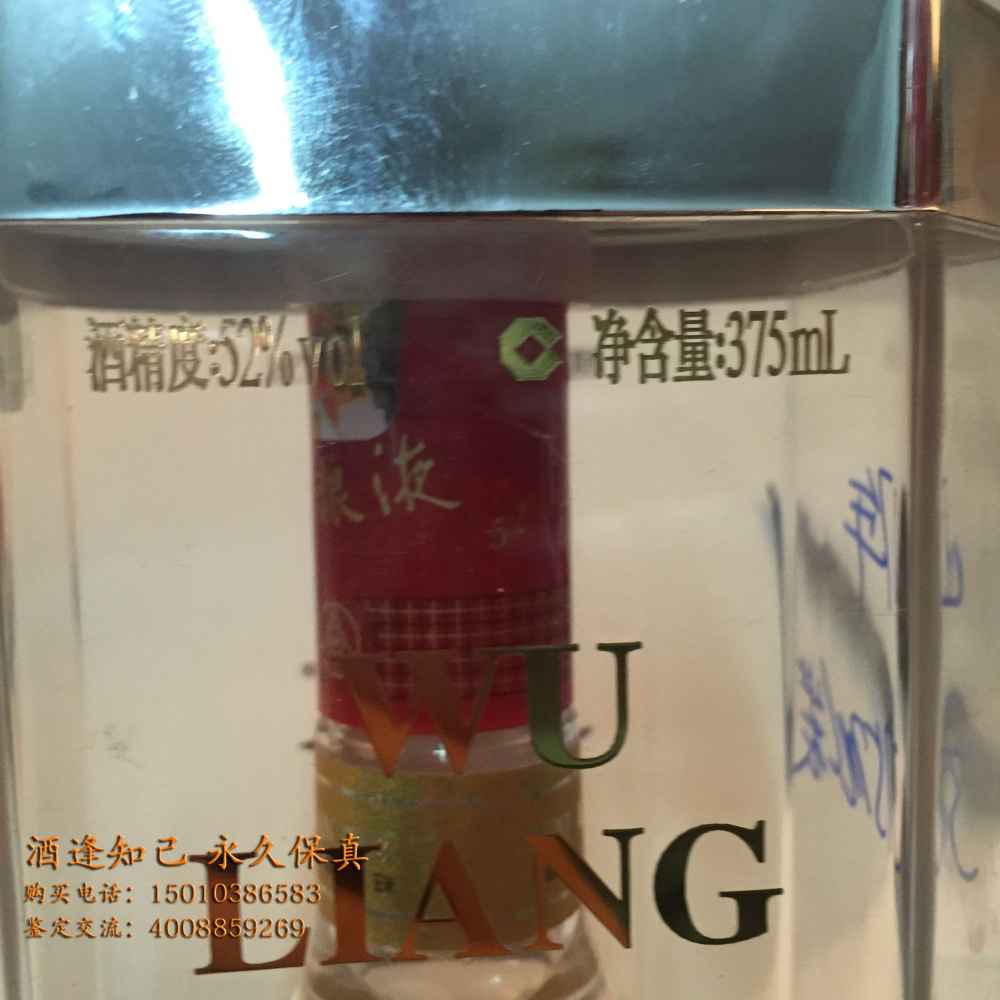 酒精度:52%vol
净含量:375mL
液
WU
LIANG
酒逢知己 永久保真
购买电话：15010386583
鉴定交流：4008859269